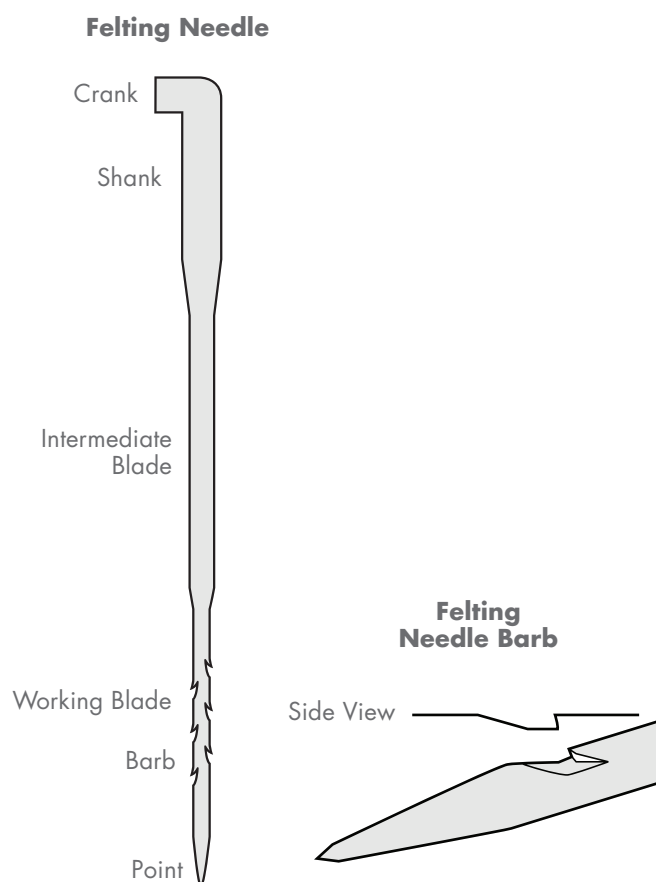 Felting Needle
Crank
Shank
Intermediate
Blade
Working Blade
Barb
Point
Felting
Needle Barb
Side View